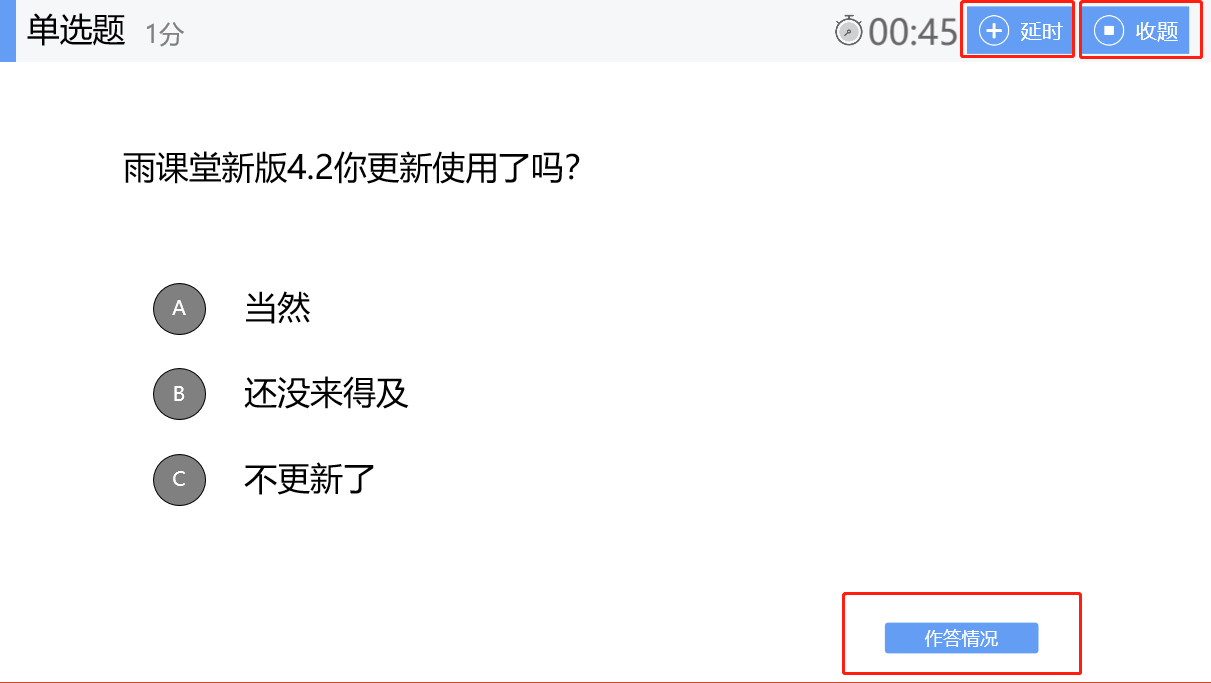 单选题 1分 00:45 延时 收题
雨课堂新版4.2你更新使用了吗?
A 当然
B 还没来得及
C 不更新了
作答情况